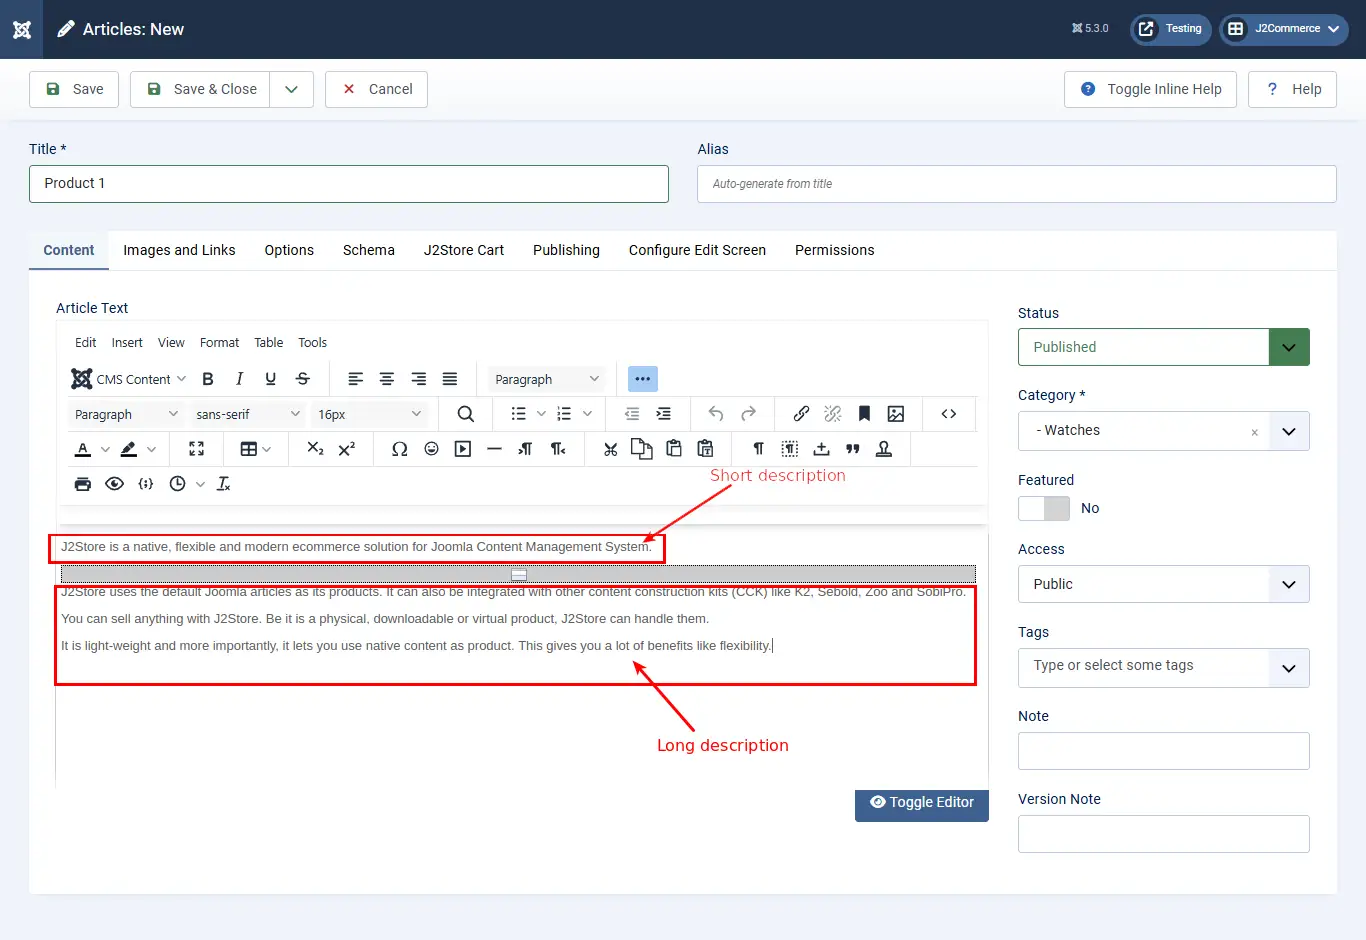 Articles: New
5.3.0
Testing
J2Commerce
Save
Save & Close
Cancel
Toggle Inline Help
? Help
Title *
Alias
Product 1
Auto-generate from title
Content
Images and Links
Options
Schema
J2Store Cart
Publishing
Configure Edit Screen
Permissions
Article Text
Edit
Insert
View
Format
Table
Tools
CMS Content
B
I
U
S
Paragraph
Paragraph
sans-serif
16px
Short description
J2Store is a native, flexible and modern ecommerce solution for Joomla Content Management System.
J2Store uses the default Joomla articles as its products. It can also be integrated with other content construction kits (CCK) like K2, Sebold, Zoo and SobiPro.
You can sell anything with J2Store. Be it is a physical, downloadable or virtual product, J2Store can handle them.
It is light-weight and more importantly, it lets you use native content as product. This gives you a lot of benefits like flexibility.
Long description
Toggle Editor
Status
Published
Category *
- Watches
Featured
No
Access
Public
Tags
Type or select some tags
Note
Version Note